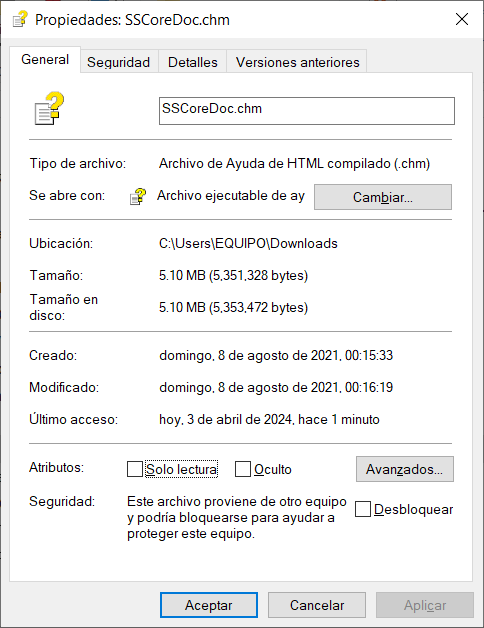 Propiedades: SSCoreDoc.chm
General
Seguridad
Detalles
Versiones anteriores
SSCoreDoc.chm
Tipo de archivo: Archivo de Ayuda de HTML compilado (.chm)
Se abre con: Archivo ejecutable de ay Cambiar...
Ubicación: C:\Users\EQUIPO\Downloads
Tamaño: 5.10 MB (5,351,328 bytes)
Tamaño en
disco: 5.10 MB (5,353,472 bytes)
Creado: domingo, 8 de agosto de 2021, 00:15:33
Modificado: domingo, 8 de agosto de 2021, 00:16:19
Último acceso: hoy, 3 de abril de 2024, hace 1 minuto
Atributos: Solo lectura Oculto Avanzados...
Seguridad: Este archivo proviene de otro equipo
y podría bloquearse para ayudar a
proteger este equipo.
Desbloquear
Aceptar Cancelar Aplicar